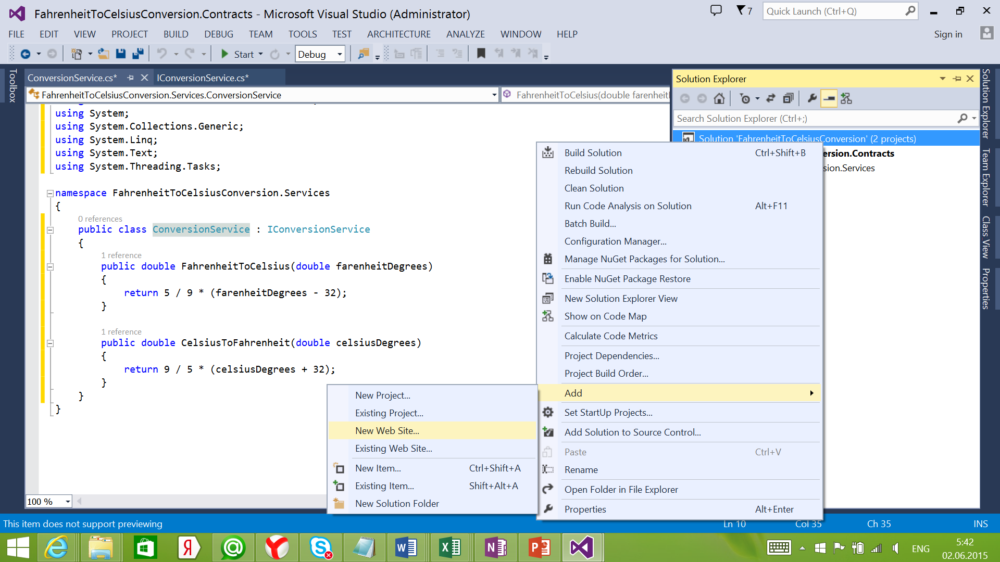 FahrenheitToCelsiusConversion.Contracts - Microsoft Visual Studio (Administrator)
7
Quick Launch (Ctrl+Q)
FILE EDIT VIEW PROJECT BUILD DEBUG TEAM TOOLS TEST ARCHITECTURE ANALYZE WINDOW HELP
Sign in
Start
Debug
Toolbox
ConversionService.cs*
IConversionService.cs*
FahrenheitToCelsiusConversion.Services.ConversionService
FahrenheitToCelsius(double farenheit
using System;
using System.Collections.Generic;
using System.Linq;
using System.Text;
using System.Threading.Tasks;
namespace FahrenheitToCelsiusConversion.Services
{
0 references
public class ConversionService : IConversionService
{
1 reference
public double FahrenheitToCelsius(double farenheitDegrees)
{
return 5 / 9 * (farenheitDegrees - 32);
}
1 reference
public double CelsiusToFahrenheit(double celsiusDegrees)
{
return 9 / 5 * (celsiusDegrees + 32);
}
}
}
100 %
Solution Explorer
Search Solution Explorer (Ctrl+;)
Solution 'FahrenheitToCelsiusConversion' (2 projects)
ersion.Contracts
sion.Services
Solution Explorer
Team Explorer
Class View
Properties
Build Solution Ctrl+Shift+B
Rebuild Solution
Clean Solution
Run Code Analysis on Solution Alt+F11
Batch Build...
Configuration Manager...
Manage NuGet Packages for Solution...
Enable NuGet Package Restore
New Solution Explorer View
Show on Code Map
Calculate Code Metrics
Project Dependencies...
Project Build Order...
Add
Set StartUp Projects...
Add Solution to Source Control...
Paste Ctrl+V
Rename
Open Folder in File Explorer
Properties Alt+Enter
New Project...
Existing Project...
New Web Site...
Existing Web Site...
New Item... Ctrl+Shift+A
Existing Item... Shift+Alt+A
New Solution Folder
This item does not support previewing
Ln 10
Col 35
Ch 35
INS
ENG
5:42
02.06.2015